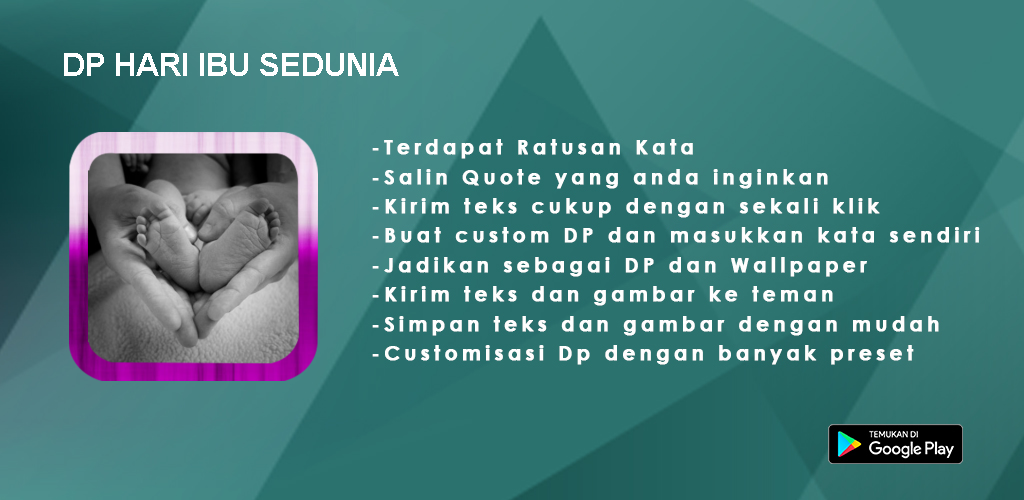 DP HARI IBU SEDUNIA
-Terdapat Ratusan Kata
-Salin Quote yang anda inginkan
-Kirim teks cukup dengan sekali klik
-Buat custom DP dan masukkan kata sendiri
-Jadikan sebagai DP dan Wallpaper
-Kirim teks dan gambar ke teman
-Simpan teks dan gambar dengan mudah
-Customisasi Dp dengan banyak preset
TEMUKAN DI
Google Play